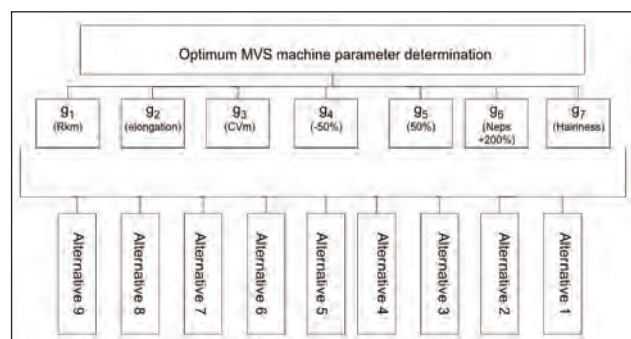 Optimum MVS machine parameter determination
g1
(Rkm)
g2
(elongation)
g3
(CVm)
g4
(-50%)
g5
(50%)
g6
(Neps
+200%)
g7
(Hairiness)
Alternative 9
Alternative 8
Alternative 7
Alternative 6
Alternative 5
Alternative 4
Alternative 3
Alternative 2
Alternative 1